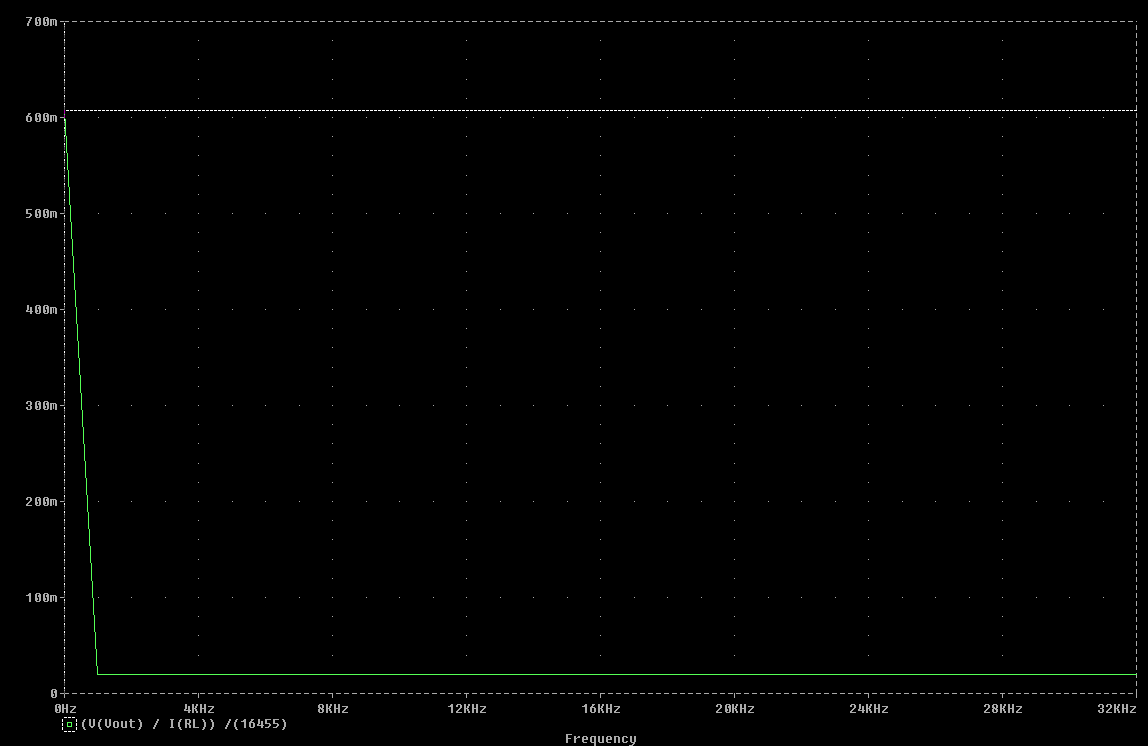 700m
600m
500m
400m
300m
200m
100m
0
0Hz 4KHz 8KHz 12KHz 16KHz 20KHz 24KHz 28KHz 32KHz
(V(Vout) / I(RL)) /(16455)
Frequency